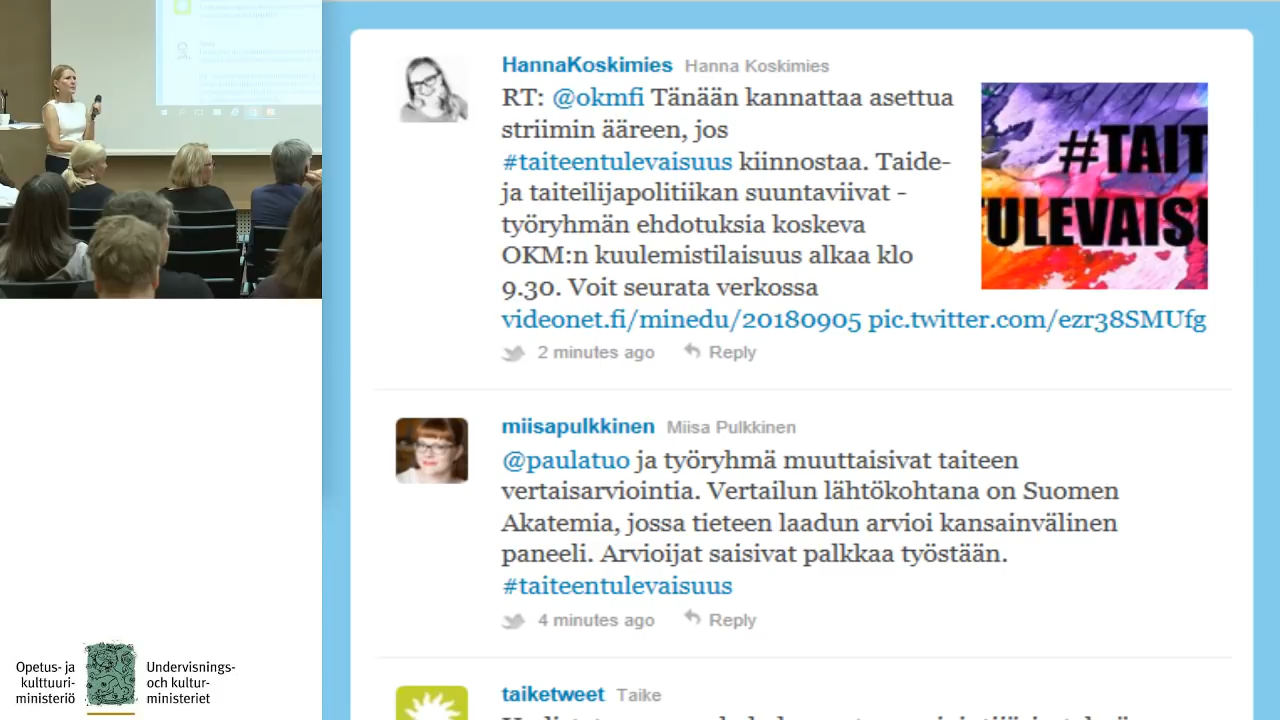 HannaKoskimies Hanna Koskimies
RT: @okmfi Tänään kannattaa asettua
striimin ääreen, jos
#taiteentulevaisuus kiinnostaa. Taide-
ja taiteilijapolitiikan suuntaviivat -
työryhmän ehdotuksia koskeva
OKM:n kuulemistilaisuus alkaa klo
9.30. Voit seurata verkossa
videonet.fi/minedu/20180905 pic.twitter.com/ezr38SMUfg
2 minutes ago Reply
#TAIT
TULEVAISU
miisapulkkinen Miisa Pulkkinen
@paulatuo ja työryhmä muuttaisivat taiteen
vertaisarviointia. Vertailun lähtökohtana on Suomen
Akatemia, jossa tieteen laadun arvioi kansainvälinen
paneeli. Arvioijat saisivat palkkaa työstään.
#taiteentulevaisuus
4 minutes ago Reply
taiketweet Taike
Opetus- ja
kulttuuri-
ministeriö
Undervisnings-
och kultur-
ministeriet